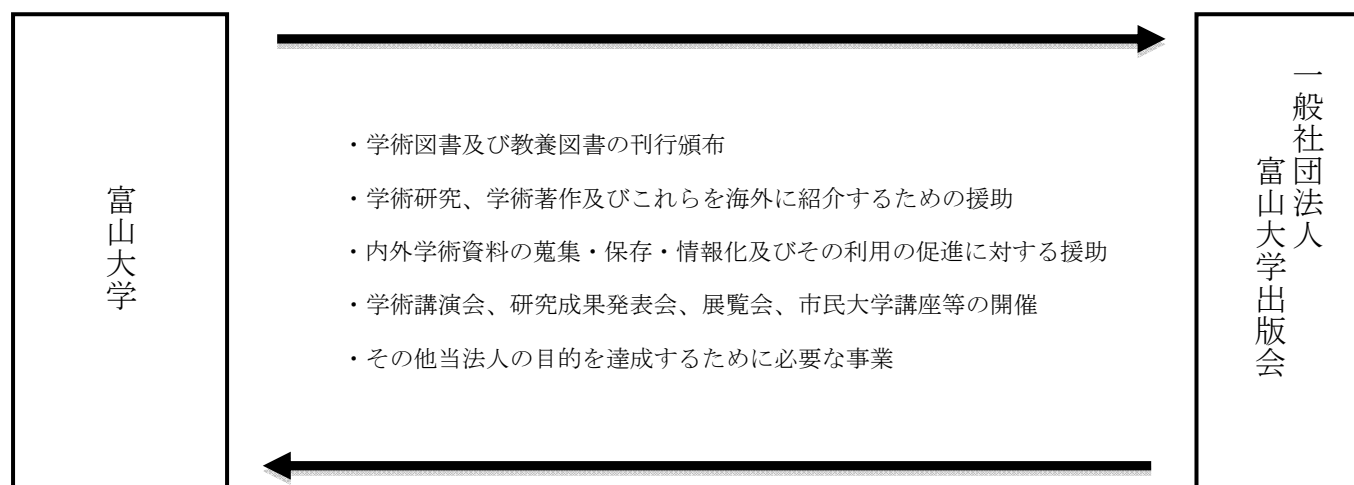 富山大学
・学術図書及び教養図書の刊行頒布
・学術研究、学術著作及びこれらを海外に紹介するための援助
・内外学術資料の蒐集・保存・情報化及びその利用の促進に対する援助
・学術講演会、研究成果発表会、展覧会、市民大学講座等の開催
・その他当法人の目的を達成するために必要な事業
一般社団法人
富山大学出版会